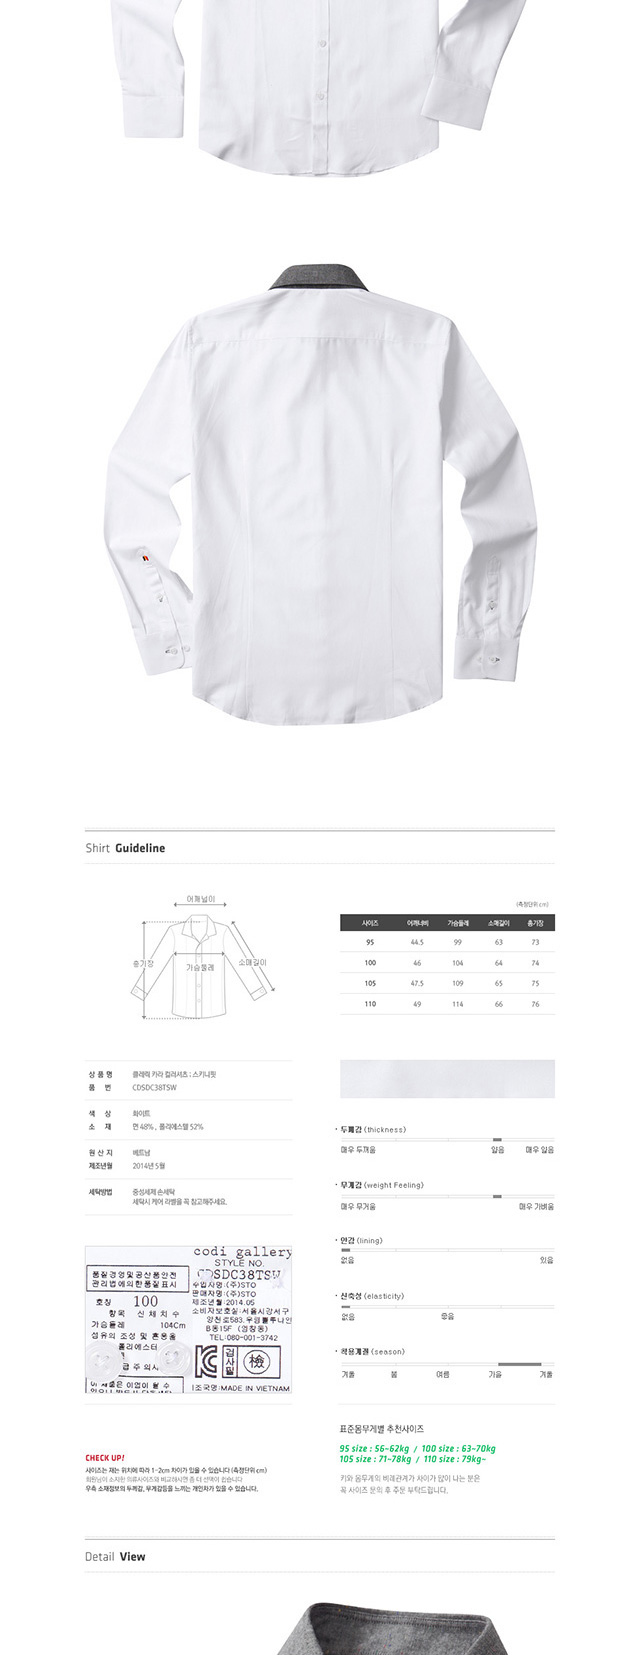 Shirt Guideline
어깨넓이
총기장
가슴둘레
소매길이
(측정단위 cm)
사이즈 어깨너비 가슴둘레 소매길이 총기장
95 44.5 99 63 73
100 46 104 64 74
105 47.5 109 65 75
110 49 114 66 76
상 품 명 클래릭 카라 컬러셔츠 ; 스키니핏
품 번 CDSDC38TSW
색 상 화이트
소 재 면 48% , 폴리에스텔 52%
원 산 지 베트남
제조년월 2014년 5월
세탁방법 중성세제 손세탁
세탁시 케어 라벨을 꼭 참고해주세요.
· 두께감 (thickness)
매우 두꺼움 얇음 매우 얇음
· 무게감 (weight Feeling)
매우 무거움 매우 가벼움
· 안감 (lining)
없음 있음
· 신축성 (elasticity)
없음 좋음
· 착용계절 (season)
겨울 봄 여름 가을 겨울
codi gallery
STYLE NO.
CDSDC38TSW
품질경영및공산품안전
관리법에의한품질표시
호칭 100
항목 신 체 치 수
가슴둘레 104Cm
섬유의 조성 및 혼용율
폴리에스터
급 주 의 사
수입자명:(주)STO
판매자명:(주)STO
제조년월:2014.05
소비자보호실:서울시강서구
양천로583.우림블루나인
B동15F (염창동)
TEL:080-001-3742
KC
검사필
檢
제조국명:MADE IN VIETNAM
표준몸무게별 추천사이즈
95 size : 56~62kg / 100 size : 63~70kg
105 size : 71~78kg / 110 size : 79kg~
키와 몸무게의 비례관계가 차이가 많이 나는 분은
꼭 사이즈 문의 후 주문 부탁드립니다.
CHECK UP!
사이즈는 재는 위치에 따라 1~2cm 차이가 있을 수 있습니다 (측정단위 cm)
회원님이 소지한 의류사이즈와 비교하시면 좀 더 선택이 쉽습니다
우측 소재정보의 두께감, 무게감등을 느끼는 개인차가 있을 수 있습니다.
Detail View